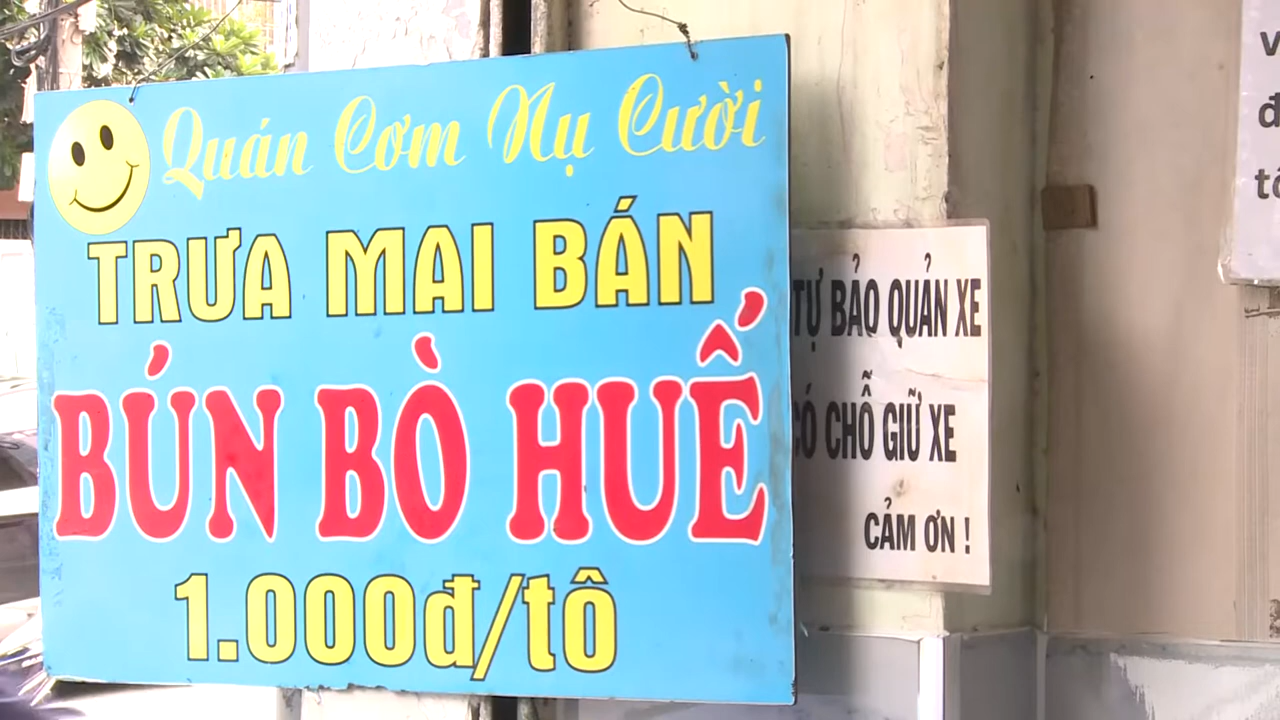 Quán Cơm Nụ Cười
TRƯA MAI BÁN
BÚN BÒ HUẾ
1.000đ/tô
TỰ BẢO QUẢN XE
CÓ CHỖ GIỮ XE
CẢM ƠN !